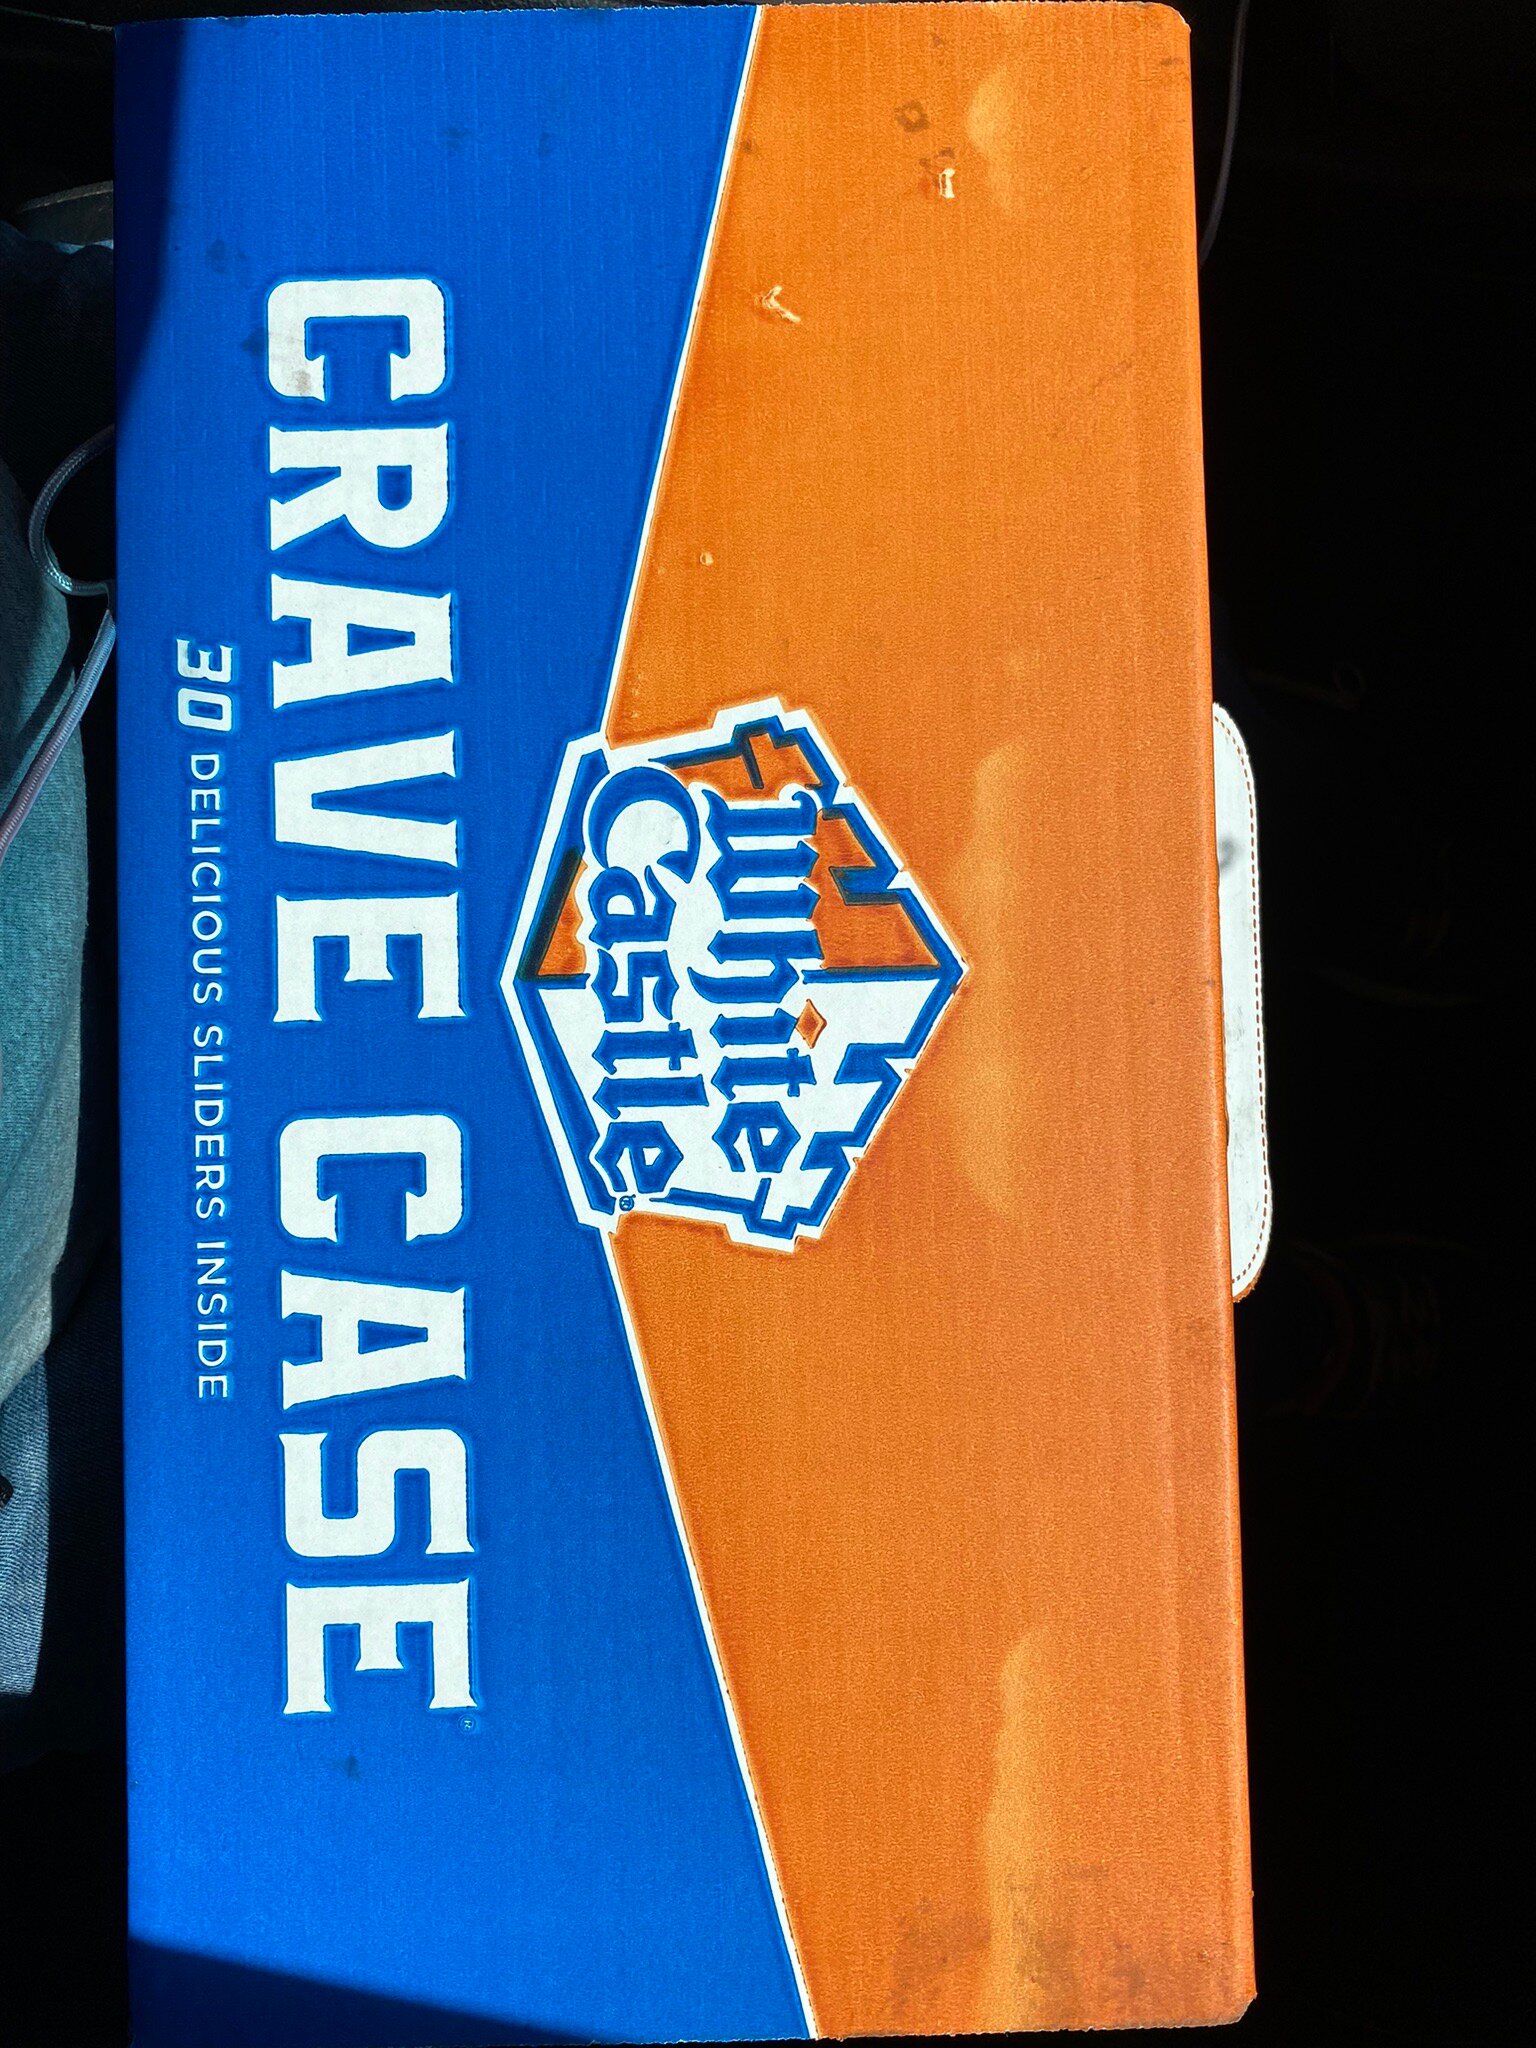 White
Castle®
CRAVE CASE®
30 DELICIOUS SLIDERS INSIDE